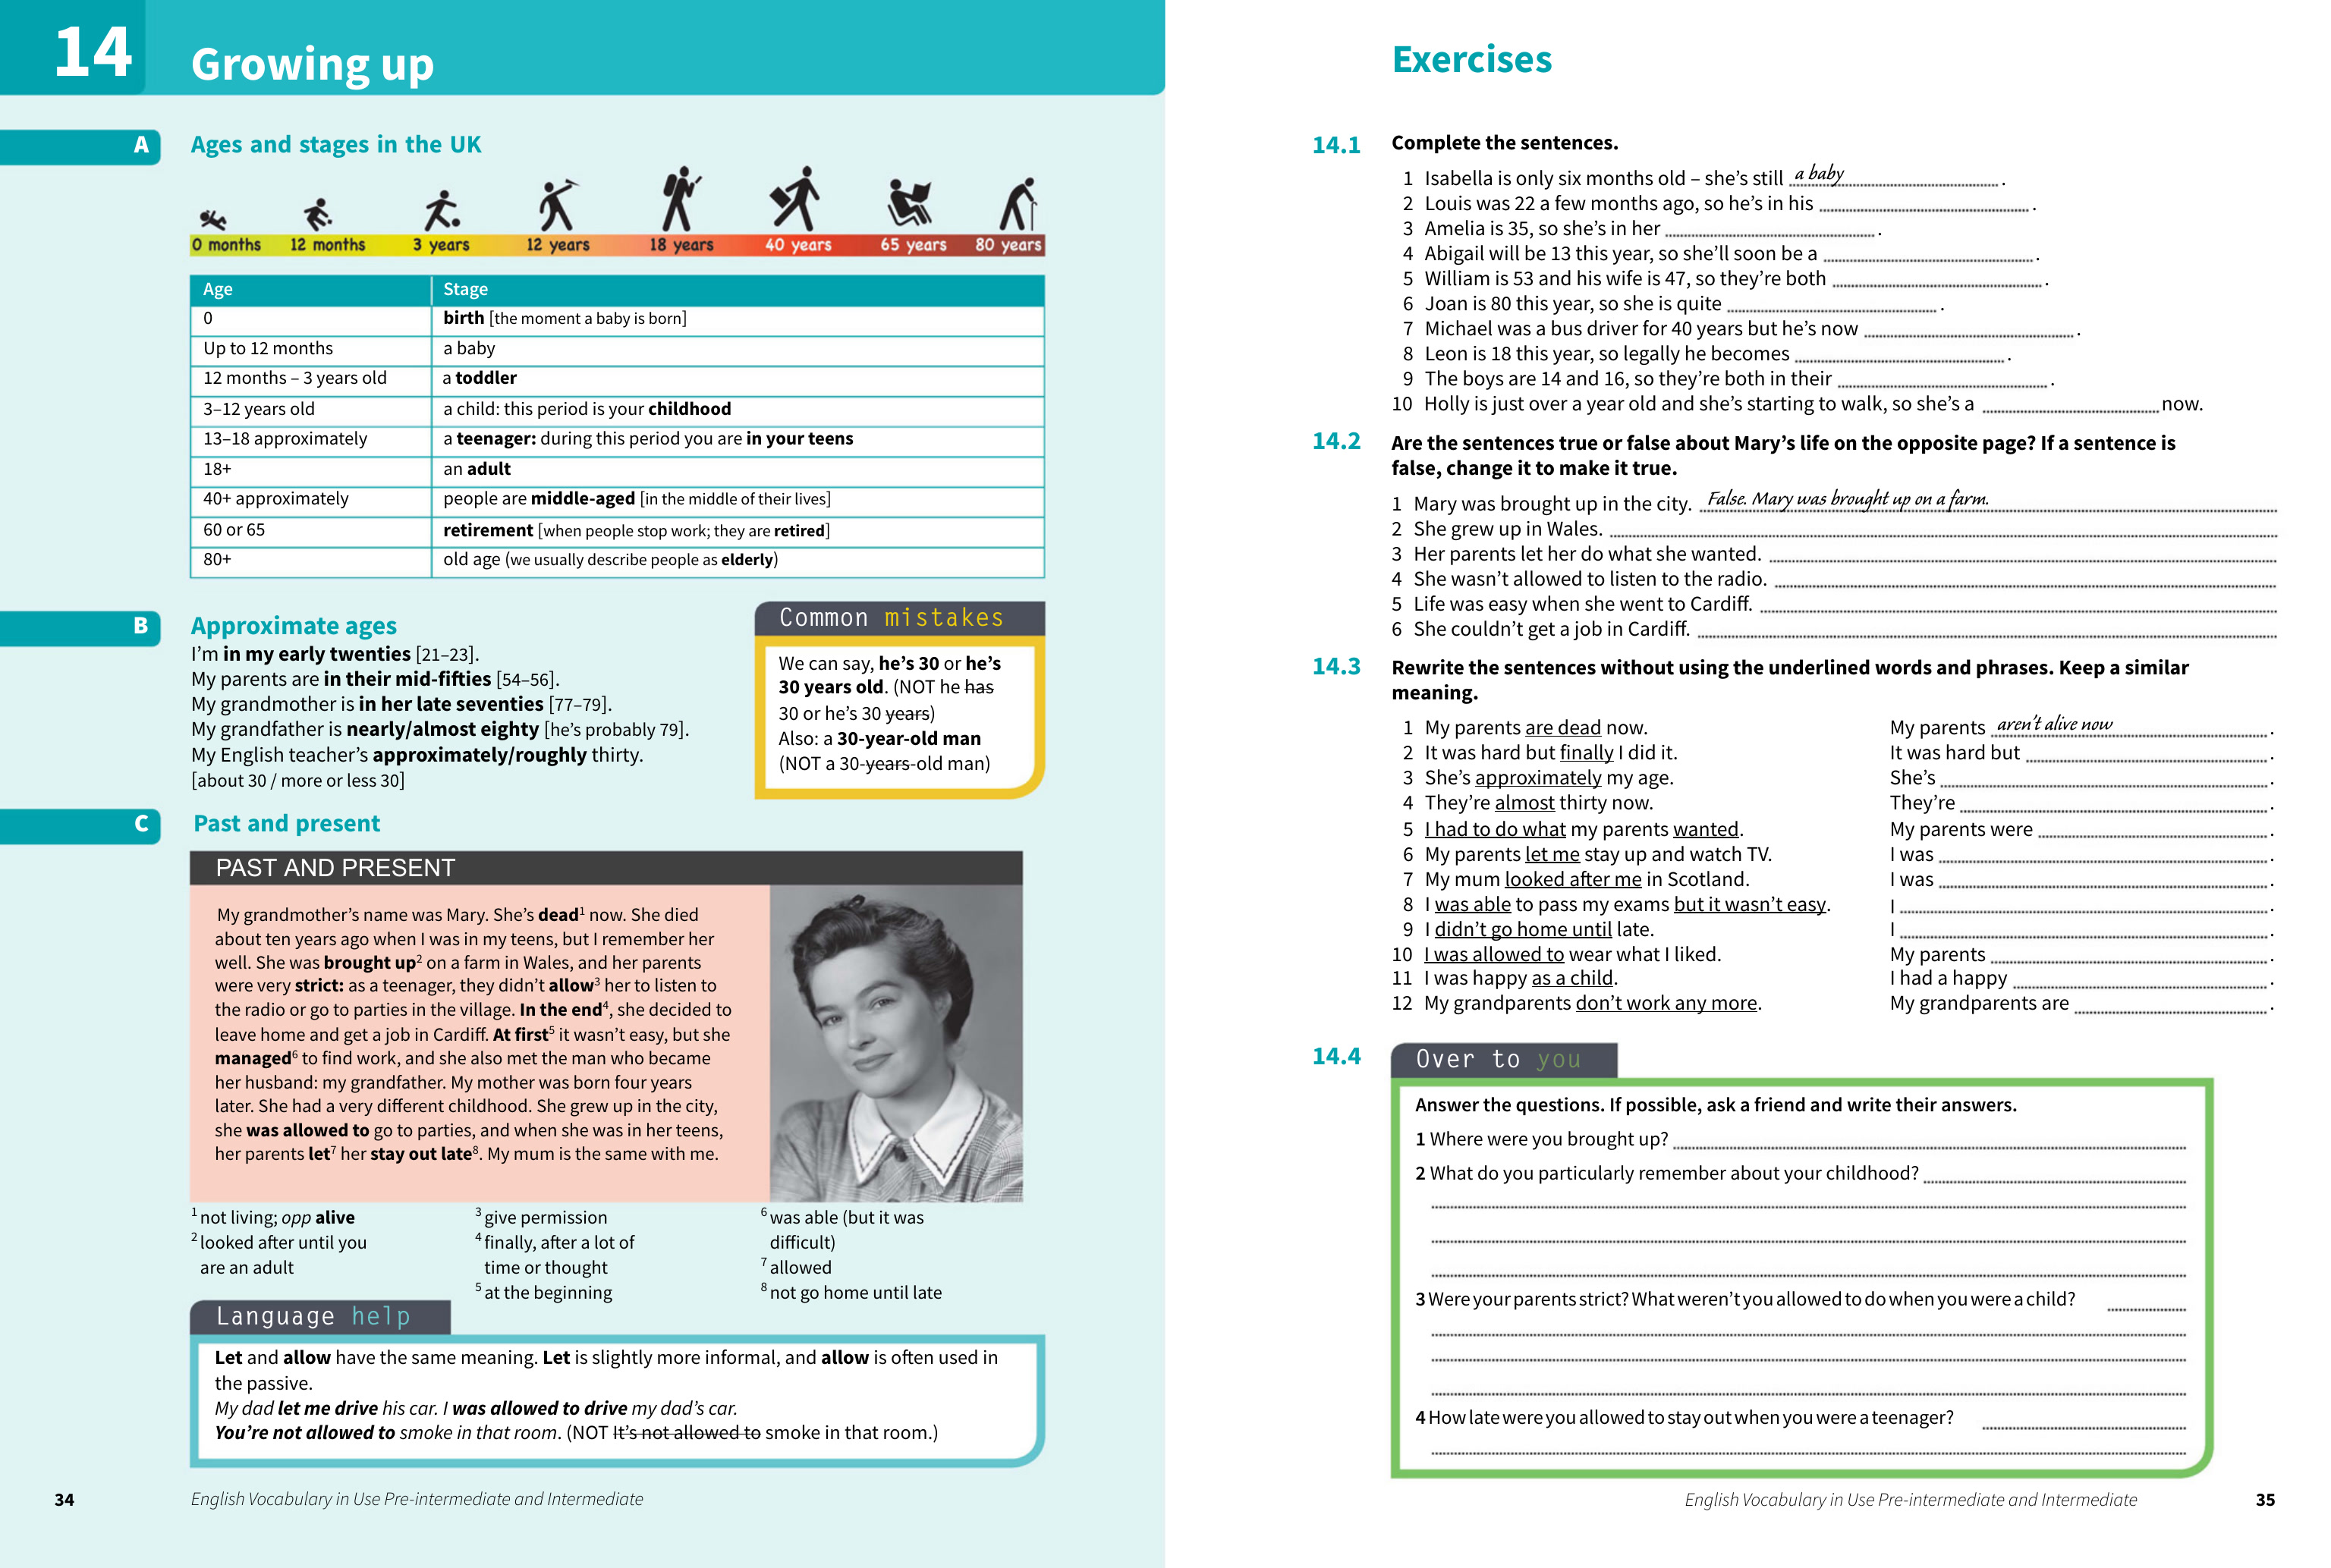 14
Growing up
A
Ages and stages in the UK
0 months 12 months 3 years 12 years 18 years 40 years 65 years 80 years
Age Stage
0 birth [the moment a baby is born]
Up to 12 months a baby
12 months – 3 years old a toddler
3–12 years old a child: this period is your childhood
13–18 approximately a teenager: during this period you are in your teens
18+ an adult
40+ approximately people are middle-aged [in the middle of their lives]
60 or 65 retirement [when people stop work; they are retired]
80+ old age (we usually describe people as elderly)
B
Approximate ages
I'm in my early twenties [21–23].
My parents are in their mid-fifties [54–56].
My grandmother is in her late seventies [77–79].
My grandfather is nearly/almost eighty [he's probably 79].
My English teacher's approximately/roughly thirty.
[about 30 / more or less 30]
Common mistakes
We can say, he's 30 or he's
30 years old. (NOT he has
30 or he's 30 years)
Also: a 30-year-old man
(NOT a 30-years-old man)
C
Past and present
PAST AND PRESENT
My grandmother's name was Mary. She's dead¹ now. She died
about ten years ago when I was in my teens, but I remember her
well. She was brought up² on a farm in Wales, and her parents
were very strict: as a teenager, they didn't allow³ her to listen to
the radio or go to parties in the village. In the end⁴, she decided to
leave home and get a job in Cardiff. At first⁵ it wasn't easy, but she
managed⁶ to find work, and she also met the man who became
her husband: my grandfather. My mother was born four years
later. She had a very different childhood. She grew up in the city,
she was allowed to go to parties, and when she was in her teens,
her parents let⁷ her stay out late⁸. My mum is the same with me.
¹ not living; opp alive
² looked after until you
are an adult
³ give permission
⁴ finally, after a lot of
time or thought
⁵ at the beginning
⁶ was able (but it was
difficult)
⁷ allowed
⁸ not go home until late
Language help
Let and allow have the same meaning. Let is slightly more informal, and allow is often used in
the passive.
My dad let me drive his car. I was allowed to drive my dad's car.
You're not allowed to smoke in that room. (NOT It's not allowed to smoke in that room.)
34 English Vocabulary in Use Pre-intermediate and Intermediate
Exercises
14.1 Complete the sentences.
1 Isabella is only six months old – she's still a baby .
2 Louis was 22 a few months ago, so he's in his .
3 Amelia is 35, so she's in her .
4 Abigail will be 13 this year, so she'll soon be a .
5 William is 53 and his wife is 47, so they're both .
6 Joan is 80 this year, so she is quite .
7 Michael was a bus driver for 40 years but he's now .
8 Leon is 18 this year, so legally he becomes .
9 The boys are 14 and 16, so they're both in their .
10 Holly is just over a year old and she's starting to walk, so she's a now.
14.2 Are the sentences true or false about Mary's life on the opposite page? If a sentence is
false, change it to make it true.
1 Mary was brought up in the city. False. Mary was brought up on a farm.
2 She grew up in Wales.
3 Her parents let her do what she wanted.
4 She wasn't allowed to listen to the radio.
5 Life was easy when she went to Cardiff.
6 She couldn't get a job in Cardiff.
14.3 Rewrite the sentences without using the underlined words and phrases. Keep a similar
meaning.
1 My parents are dead now. My parents aren't alive now .
2 It was hard but finally I did it. It was hard but .
3 She's approximately my age. She's .
4 They're almost thirty now. They're .
5 I had to do what my parents wanted. My parents were .
6 My parents let me stay up and watch TV. I was .
7 My mum looked after me in Scotland. I was .
8 I was able to pass my exams but it wasn't easy. I .
9 I didn't go home until late. I .
10 I was allowed to wear what I liked. My parents .
11 I was happy as a child. I had a happy .
12 My grandparents don't work any more. My grandparents are .
14.4 Over to you
Answer the questions. If possible, ask a friend and write their answers.
1 Where were you brought up?
2 What do you particularly remember about your childhood?
3 Were your parents strict? What weren't you allowed to do when you were a child?
4 How late were you allowed to stay out when you were a teenager?
English Vocabulary in Use Pre-intermediate and Intermediate 35